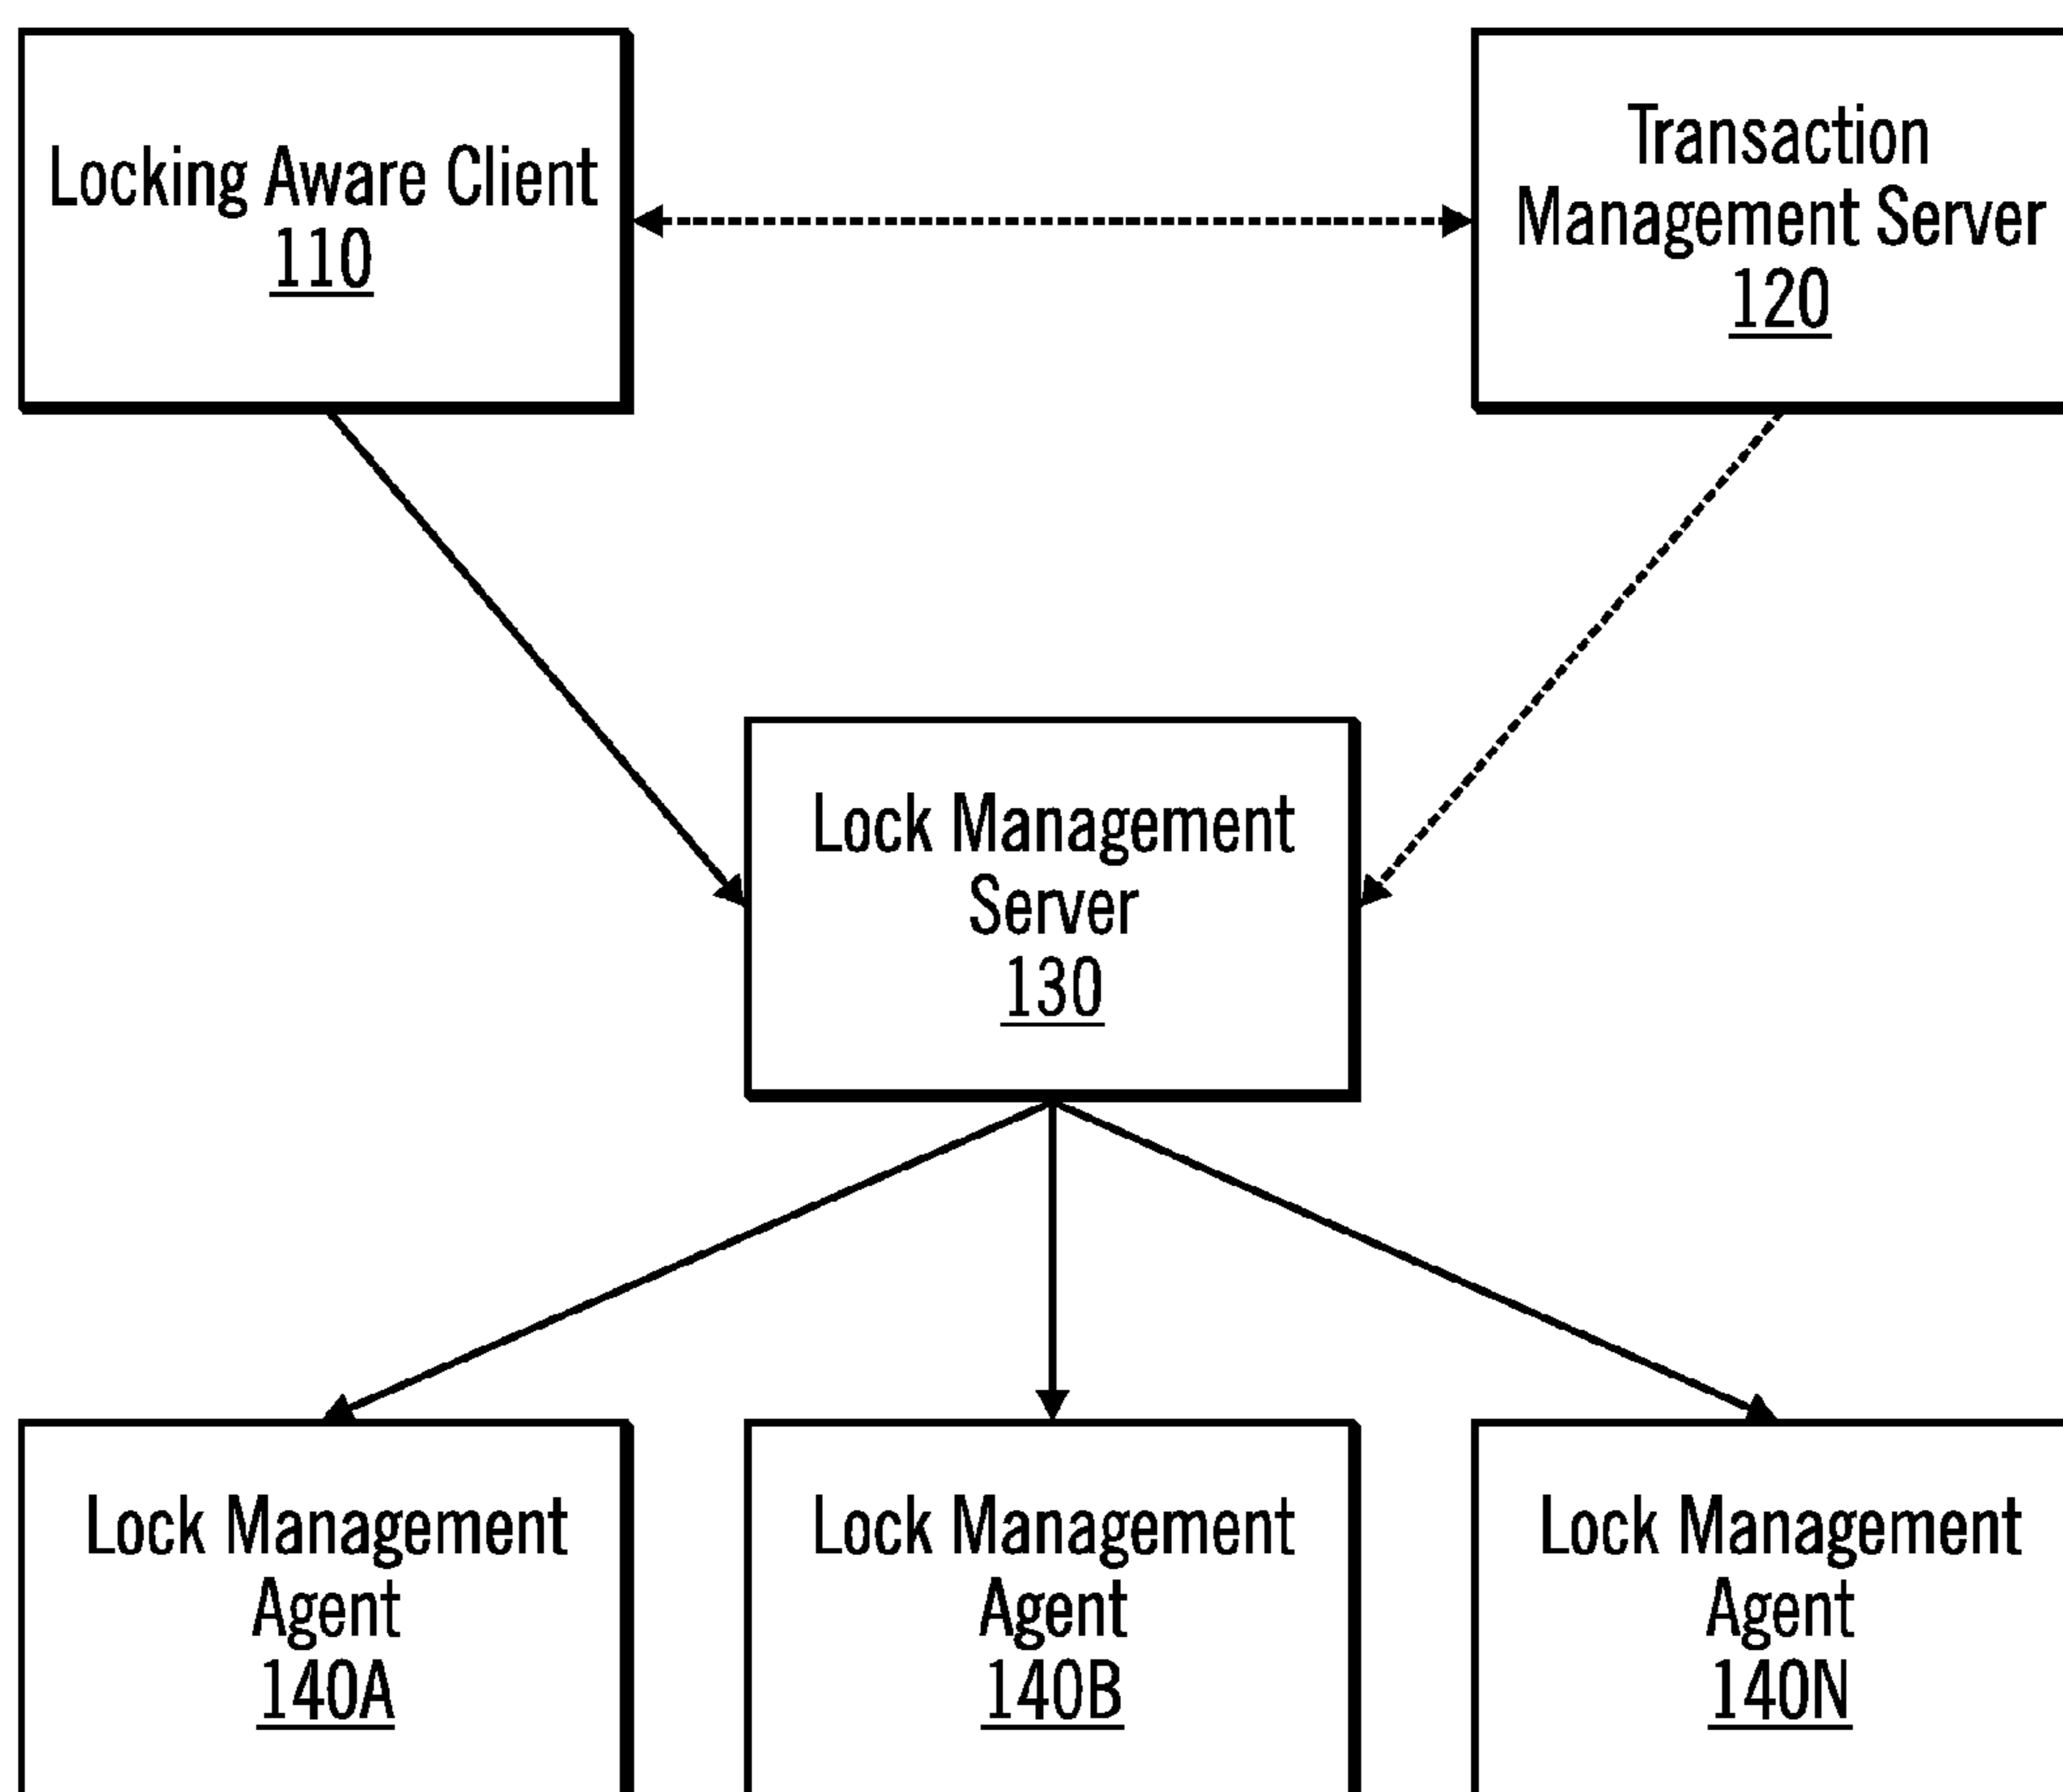 Locking Aware Client
110
Transaction
Management Server
120
Lock Management
Server
130
Lock Management
Agent
140A
Lock Management
Agent
140B
Lock Management
Agent
140N